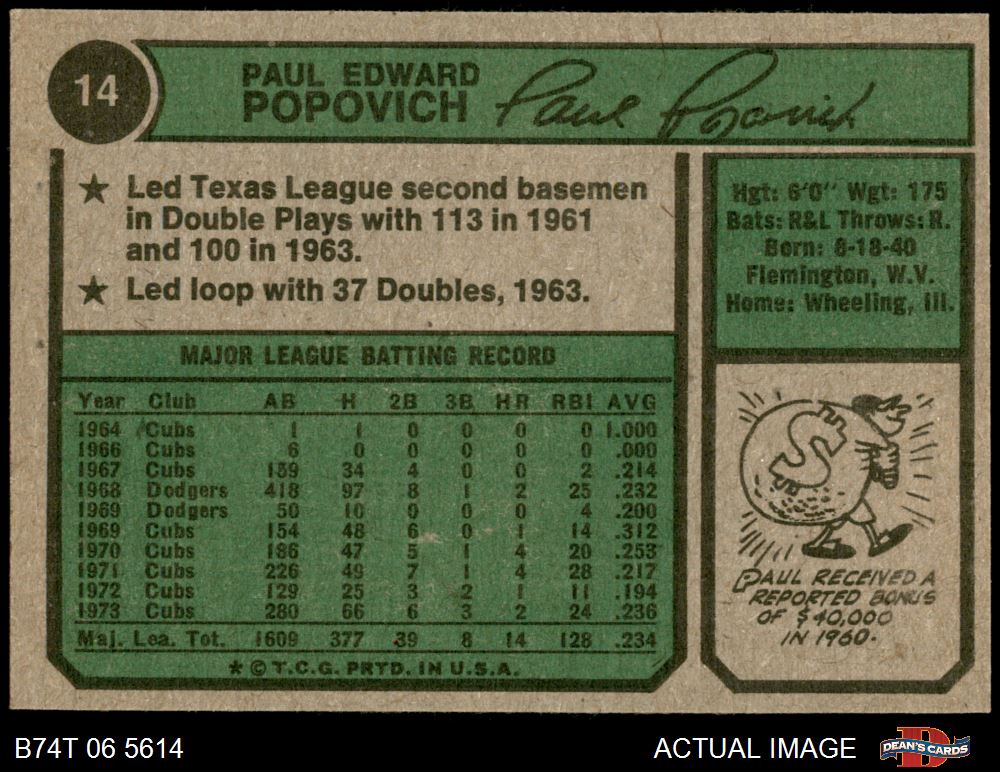 14
PAUL EDWARD
POPOVICH
Paul Popovich
★ Led Texas League second basemen
in Double Plays with 113 in 1961
and 100 in 1963.
★ Led loop with 37 Doubles, 1963.
Hgt: 6'0" Wgt: 175
Bats: R&L Throws: R.
Born: 8-18-40
Flemington, W.V.
Home: Wheeling, Ill.
MAJOR LEAGUE BATTING RECORD
Year Club AB H 2B 3B HR RBI AVG
1964 Cubs 1 1 0 0 0 0 1.000
1966 Cubs 6 0 0 0 0 0 .000
1967 Cubs 159 34 4 0 0 2 .214
1968 Dodgers 418 97 8 1 2 25 .232
1969 Dodgers 50 10 0 0 0 4 .200
1969 Cubs 154 48 6 0 1 14 .312
1970 Cubs 186 47 5 1 4 20 .253
1971 Cubs 226 49 7 1 4 28 .217
1972 Cubs 129 25 3 2 1 11 .194
1973 Cubs 280 66 6 3 2 24 .236
Maj. Lea. Tot. 1609 377 39 8 14 128 .234
★ © T.C.G. PRTD. IN U.S.A.
$
PAUL RECEIVED A
REPORTED BONUS
OF $40,000
IN 1960.
B74T 06 5614
ACTUAL IMAGE
D
DEAN'S CARDS